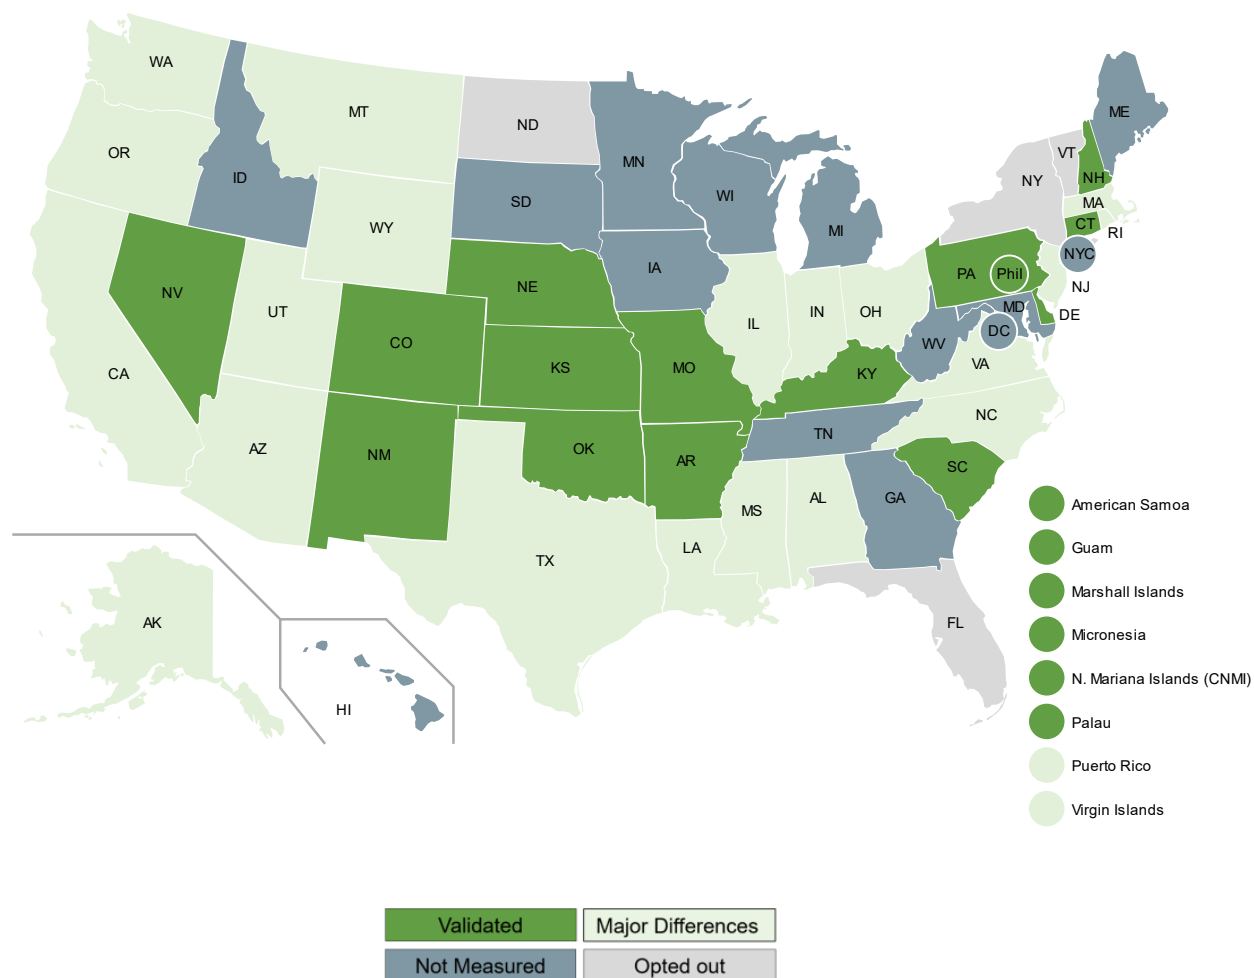 WA
MT
ND
MN
ME
OR
ID
SD
WI
MI
VT
NY
NH
MA
CT
RI
WY
NYC
NV
UT
NE
IA
PA
Phil
NJ
CO
IL
IN
OH
MD
DE
DC
WV
VA
CA
KS
MO
KY
AZ
NM
OK
AR
TN
NC
SC
MS
AL
GA
TX
LA
FL
AK
HI
American Samoa
Guam
Marshall Islands
Micronesia
N. Mariana Islands (CNMI)
Palau
Puerto Rico
Virgin Islands
Validated
Major Differences
Not Measured
Opted out